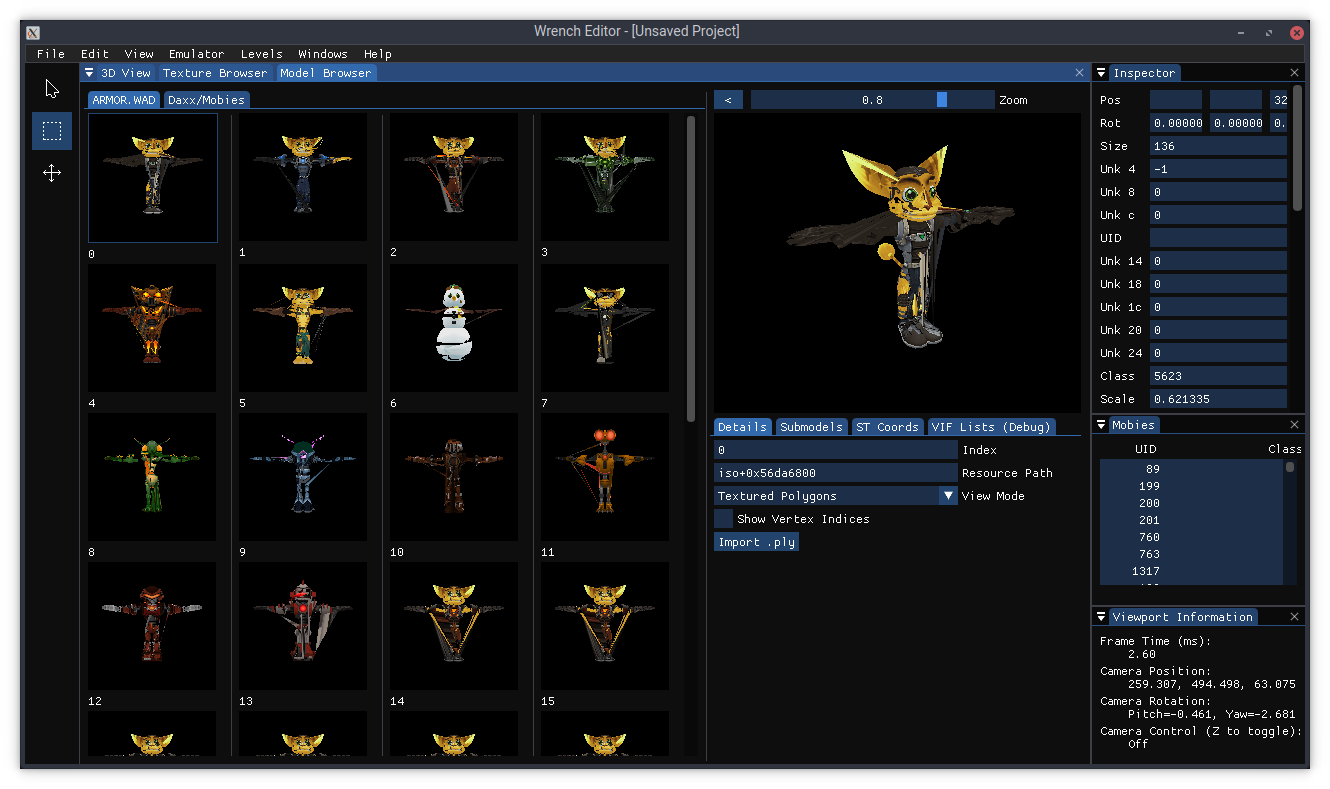 Wrench Editor - [Unsaved Project]
File Edit View Emulator Levels Windows Help
3D View Texture Browser Model Browser
ARMOR.WAD Daxx/Mobies
0 1 2 3
4 5 6 7
8 9 10 11
12 13 14 15
< 0.8 Zoom
Details Submodels ST Coords VIF Lists (Debug)
0 Index
iso+0x56da6800 Resource Path
Textured Polygons View Mode
Show Vertex Indices
Import .ply
Inspector
Pos 32
Rot 0.00000 0.00000 0.
Size 136
Unk 4 -1
Unk 8 0
Unk c 0
UID
Unk 14 0
Unk 18 0
Unk 1c 0
Unk 20 0
Unk 24 0
Class 5623
Scale 0.621335
Mobies
UID Class
89
199
200
201
760
763
1317
Viewport Information
Frame Time (ms):
2.60
Camera Position:
259.307, 494.498, 63.075
Camera Rotation:
Pitch=-0.461, Yaw=-2.681
Camera Control (Z to toggle):
Off